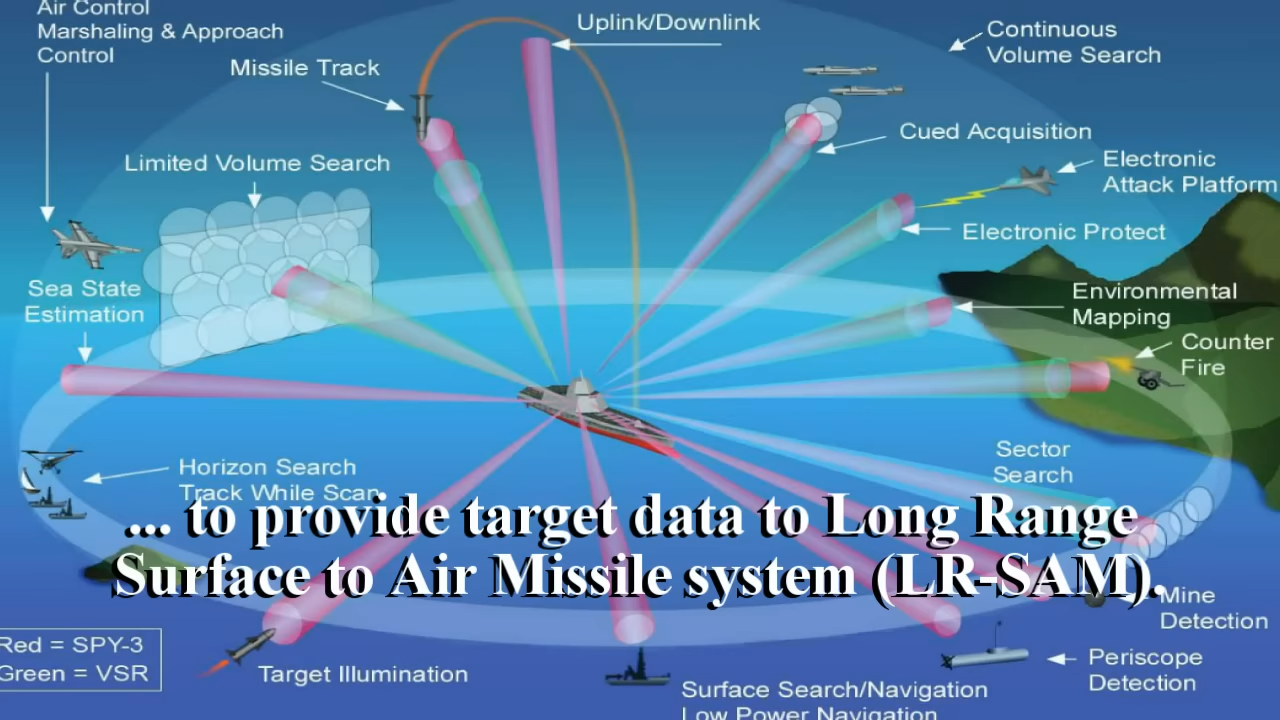 Air Control
Marshaling & Approach
Control
Uplink/Downlink
Continuous
Volume Search
Missile Track
Cued Acquisition
Limited Volume Search
Electronic
Attack Platform
Electronic Protect
Sea State
Estimation
Environmental
Mapping
Counter
Fire
Horizon Search
Track While Scan
Sector
Search
... to provide target data to Long Range
Surface to Air Missile system (LR-SAM).
Mine
Detection
Red = SPY-3
Green = VSR
Target Illumination
Periscope
Detection
Surface Search/Navigation
Low Power Navigation